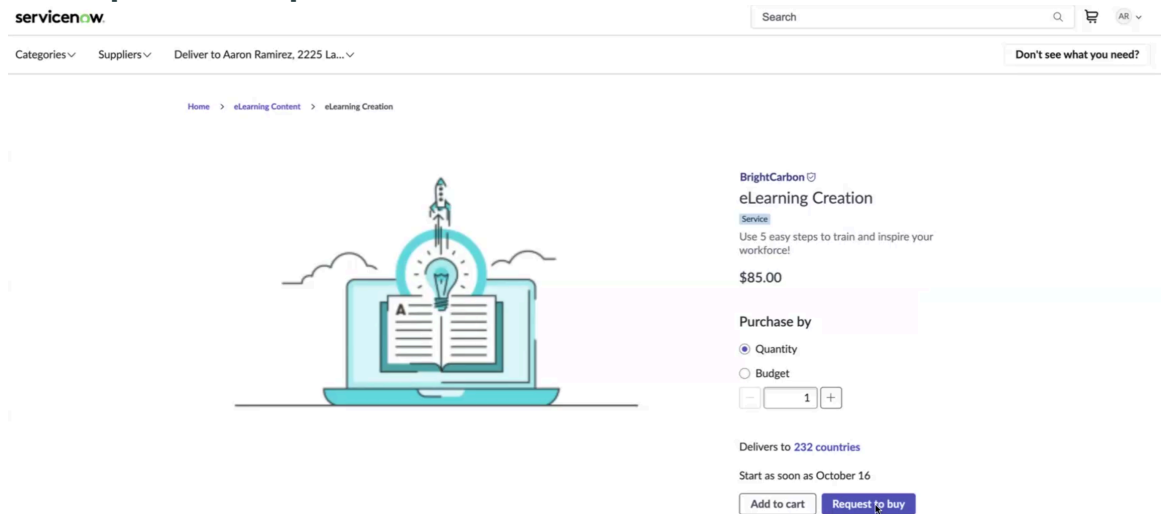 servicenow.
Search
AR
Categories
Suppliers
Deliver to Aaron Ramirez, 2225 La...
Don't see what you need?
Home > eLearning Content > eLearning Creation
A
BrightCarbon
eLearning Creation
Service
Use 5 easy steps to train and inspire your
workforce!
$85.00
Purchase by
Quantity
Budget
− 1 +
Delivers to 232 countries
Start as soon as October 16
Add to cart
Request to buy